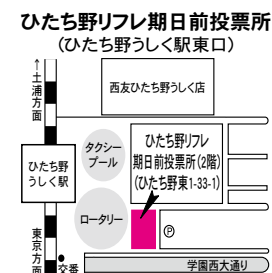 ひたち野リフレ期日前投票所
(ひたち野うしく駅東口)
↑土浦方面
西友ひたち野うしく店
タクシー
プール
ひたち野リフレ
期日前投票所(2階)
(ひたち野東1-33-1)
ひたち野
うしく駅
ロータリー
P
東京方面
交番
学園西大通り